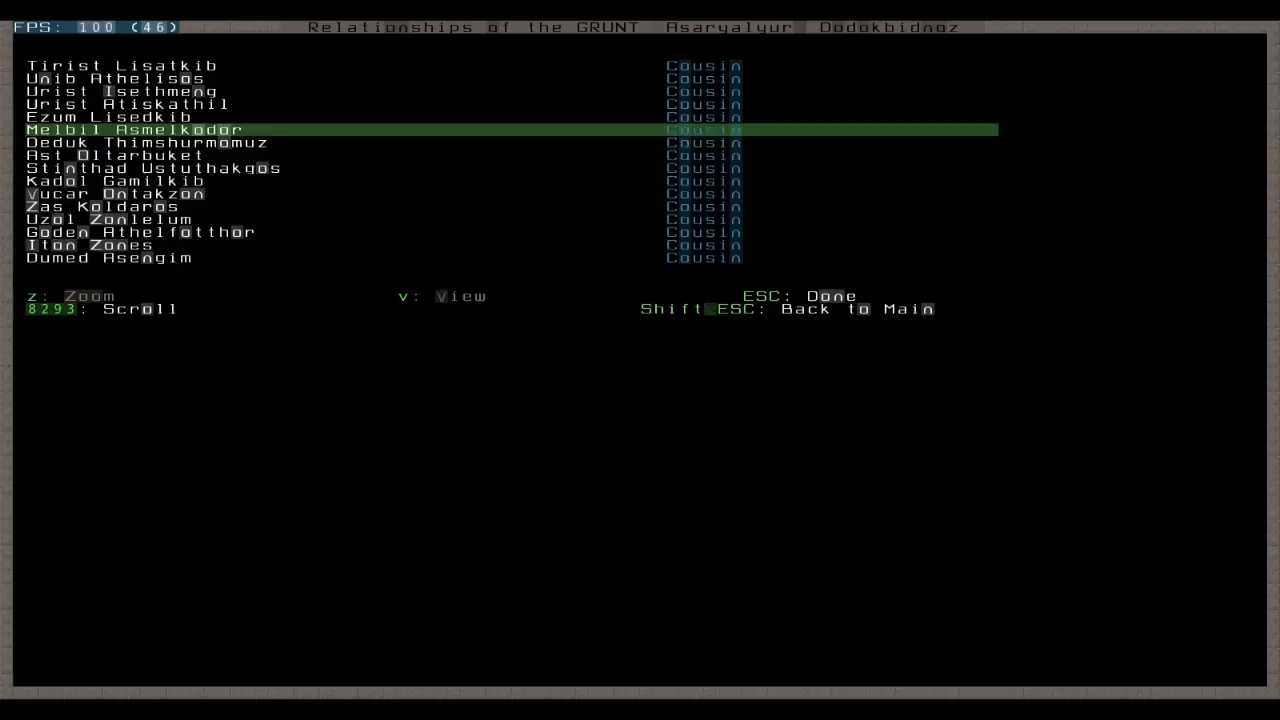 FPS: 100 (46) Relationships of the GRUNT Asaryalyur Dodokbidnoz
Tirist Lisatkib Cousin
Unib Athelisos Cousin
Urist Isethmeng Cousin
Urist Atiskathil Cousin
Ezum Lisedkib Cousin
Melbil Asmelkodor Cousin
Deduk Thimshurmomuz Cousin
Ast Oltarbuket Cousin
Stinthad Ustuthakgos Cousin
Kadol Gamilkib Cousin
Vucar Ontakzon Cousin
Zas Koldaros Cousin
Uzol Zonlelum Cousin
Goden Athelfotthor Cousin
Iton Zones Cousin
Dumed Asengim Cousin
z: Zoom v: View ESC: Done
8293: Scroll Shift ESC: Back to Main